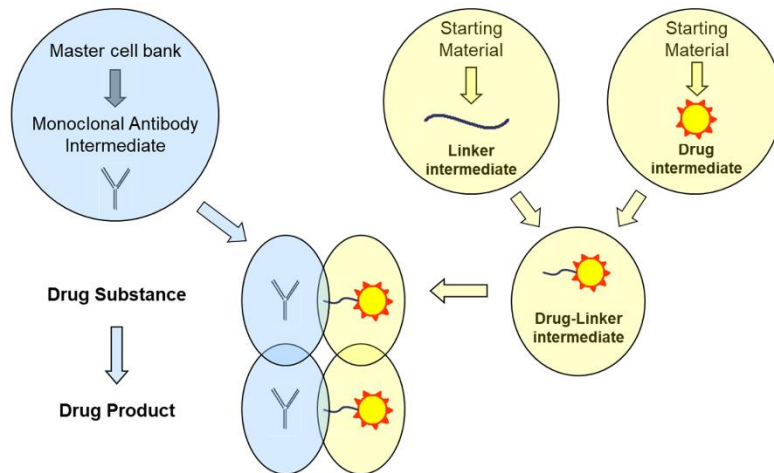 Master cell bank
Monoclonal Antibody
Intermediate
Starting
Material
Linker
intermediate
Starting
Material
Drug
intermediate
Drug-Linker
intermediate
Drug Substance
Drug Product